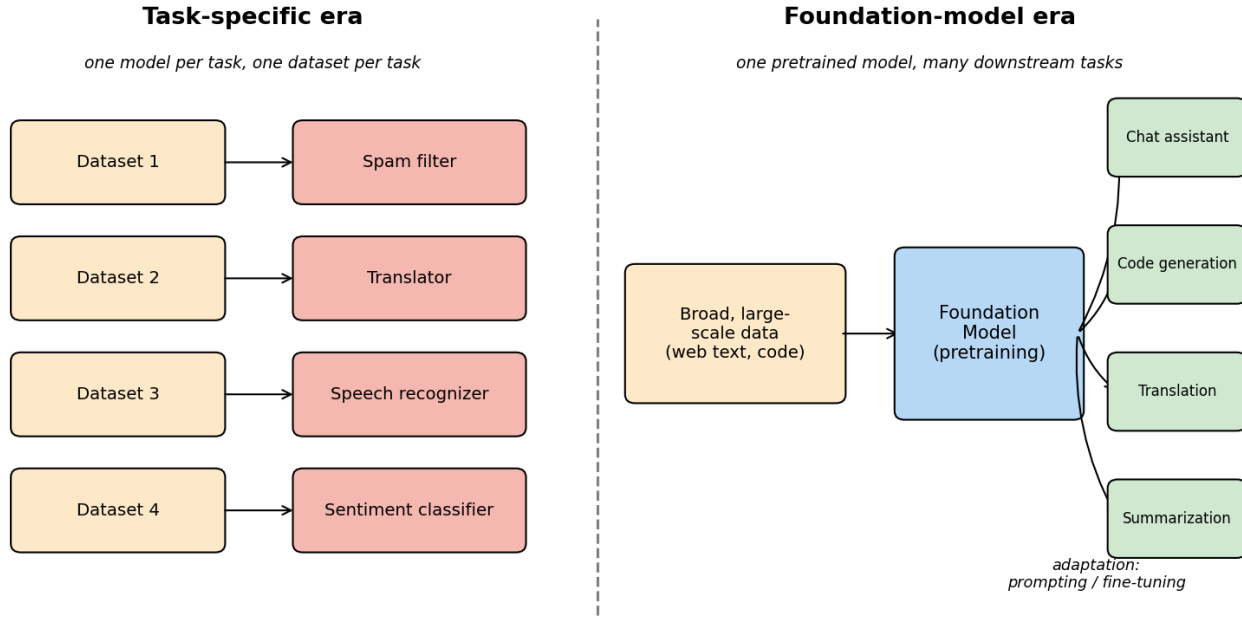 Task-specific era
one model per task, one dataset per task
Dataset 1
Spam filter
Dataset 2
Translator
Dataset 3
Speech recognizer
Dataset 4
Sentiment classifier
Foundation-model era
one pretrained model, many downstream tasks
Broad, large-
scale data
(web text, code)
Foundation
Model
(pretraining)
Chat assistant
Code generation
Translation
Summarization
adaptation:
prompting / fine-tuning